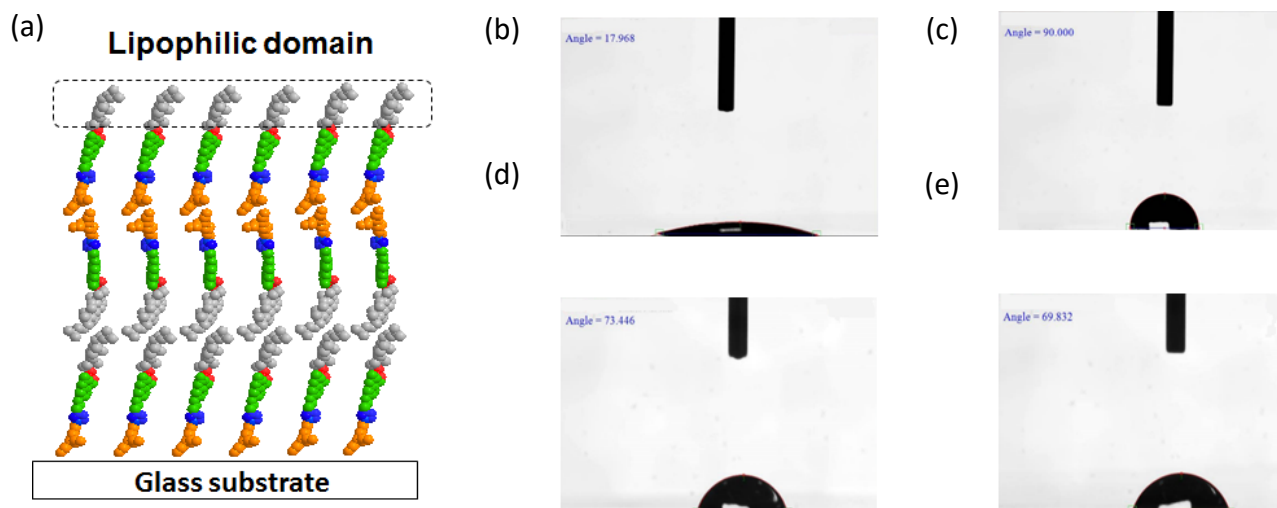 (a)
Lipophilic domain
Glass substrate
(b)
Angle = 17.968
(c)
Angle = 90.000
(d)
Angle = 73.446
(e)
Angle = 69.832